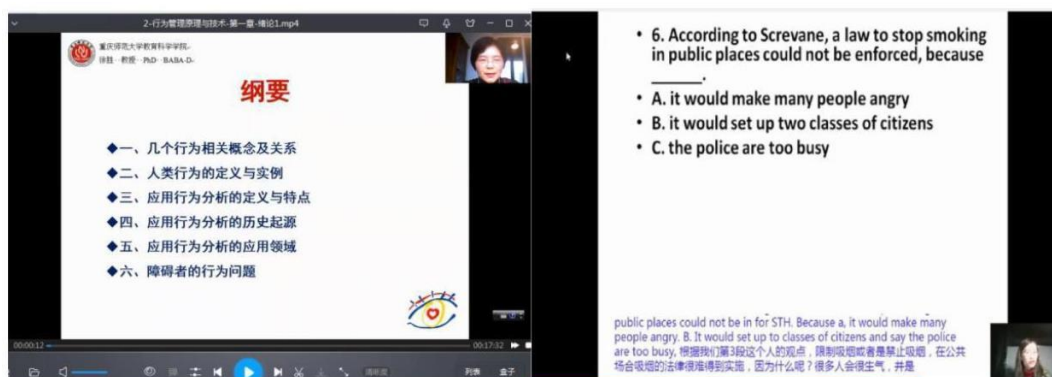 2-行为管理原理与技术-第一章-绪论1.mp4
重庆师范大学教育科学学院
徐胜 教授 PhD BABA-D
纲要
◆一、几个行为相关概念及关系
◆二、人类行为的定义与实例
◆三、应用行为分析的定义与特点
◆四、应用行为分析的历史起源
◆五、应用行为分析的应用领域
◆六、障碍者的行为问题
00:00:12
00:17:32
清晰度
列表
盒子
• 6. According to Screvane, a law to stop smoking
in public places could not be enforced, because
______.
• A. it would make many people angry
• B. it would set up two classes of citizens
• C. the police are too busy
public places could not be in for STH. Because a, it would make many
people angry. B. It would set up to classes of citizens and say the police
are too busy, 根据我们第3段这个人的观点，限制吸烟或者是禁止吸烟，在公共
场合吸烟的法律很难得到实施，因为什么呢？很多人会很生气，并是